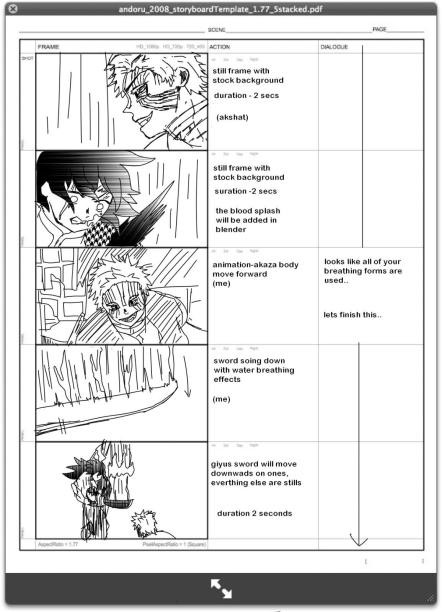 andoru_2008_storyboardTemplate_1.77_5stacked.pdf
SCENE
PAGE
FRAME
HD_1080p HD_720p
ACTION
DIALOGUE
SHOT
still frame with
stock background
duration - 2 secs
(akshat)
still frame with
stock background
suration -2 secs
the blood splash
will be added in
blender
animation-akaza body
move forward
(me)
looks like all of your
breathing forms are
used..
lets finish this..
sword soing down
with water breathing
effects
(me)
giyus sword will move
downwads on ones,
everthing else are stills
duration 2 seconds
AspectRatio = 1.77
PixelAspectRatio = 1 (Square)